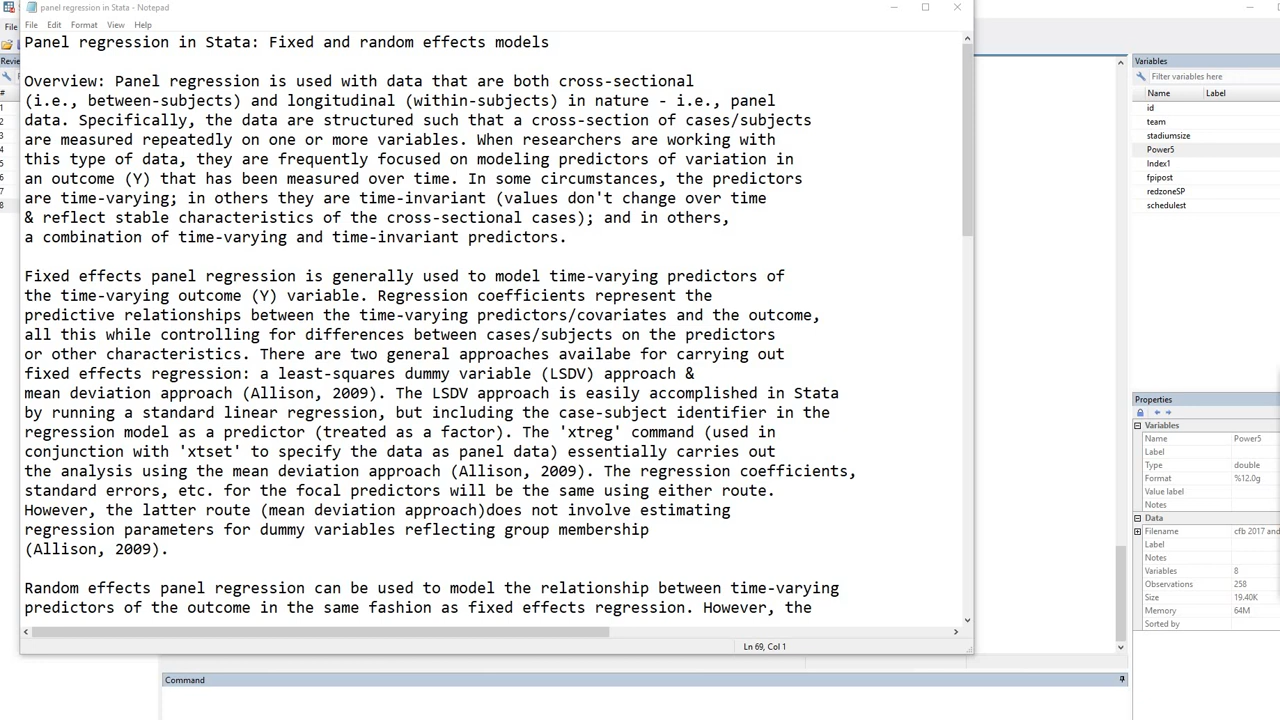 panel regression in Stata - Notepad
File Edit Format View Help
Panel regression in Stata: Fixed and random effects models
Overview: Panel regression is used with data that are both cross-sectional
(i.e., between-subjects) and longitudinal (within-subjects) in nature - i.e., panel
data. Specifically, the data are structured such that a cross-section of cases/subjects
are measured repeatedly on one or more variables. When researchers are working with
this type of data, they are frequently focused on modeling predictors of variation in
an outcome (Y) that has been measured over time. In some circumstances, the predictors
are time-varying; in others they are time-invariant (values don't change over time
& reflect stable characteristics of the cross-sectional cases); and in others,
a combination of time-varying and time-invariant predictors.
Fixed effects panel regression is generally used to model time-varying predictors of
the time-varying outcome (Y) variable. Regression coefficients represent the
predictive relationships between the time-varying predictors/covariates and the outcome,
all this while controlling for differences between cases/subjects on the predictors
or other characteristics. There are two general approaches availabe for carrying out
fixed effects regression: a least-squares dummy variable (LSDV) approach &
mean deviation approach (Allison, 2009). The LSDV approach is easily accomplished in Stata
by running a standard linear regression, but including the case-subject identifier in the
regression model as a predictor (treated as a factor). The 'xtreg' command (used in
conjunction with 'xtset' to specify the data as panel data) essentially carries out
the analysis using the mean deviation approach (Allison, 2009). The regression coefficients,
standard errors, etc. for the focal predictors will be the same using either route.
However, the latter route (mean deviation approach)does not involve estimating
regression parameters for dummy variables reflecting group membership
(Allison, 2009).
Random effects panel regression can be used to model the relationship between time-varying
predictors of the outcome in the same fashion as fixed effects regression. However, the
Ln 69, Col 1
Command
File
#
1
2
3
4
5
6
7
8
Variables
Filter variables here
Name Label
id
team
stadiumsize
Power5
Index1
fpipost
redzoneSP
schedulest
Properties
Variables
Name Power5
Label
Type double
Format %12.0g
Value label
Notes
Data
Filename cfb 2017 and
Label
Notes
Variables 8
Observations 258
Size 19.40K
Memory 64M
Sorted by